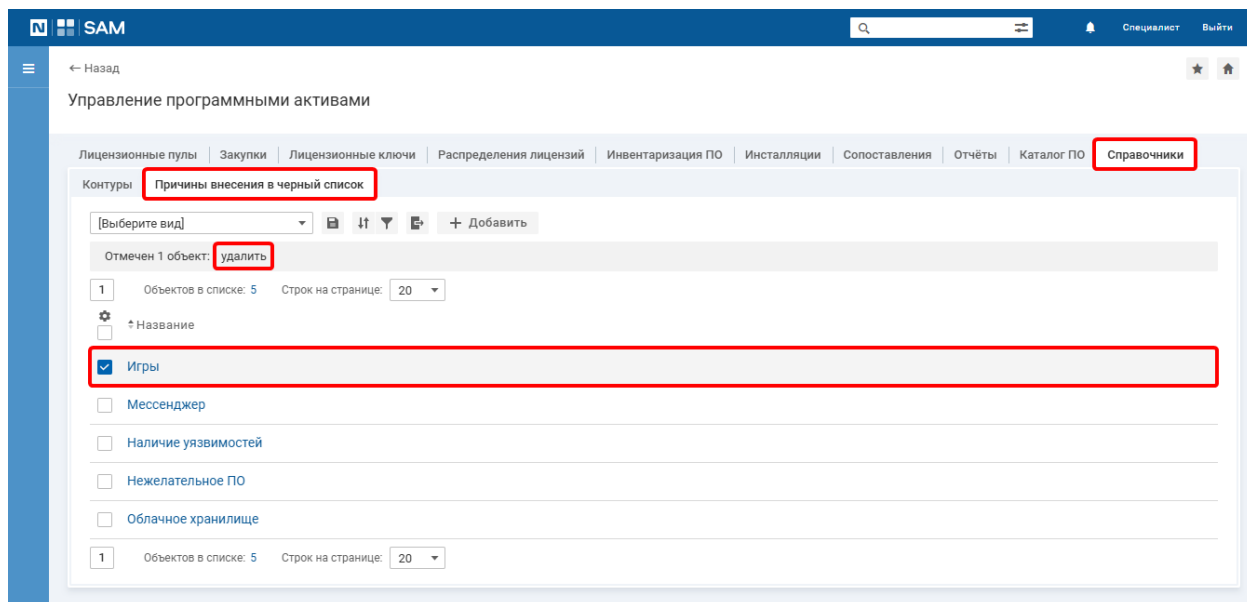 N SAM Специалист Выйти
← Назад
Управление программными активами
Лицензионные пулы Закупки Лицензионные ключи Распределения лицензий Инвентаризация ПО Инсталляции Сопоставления Отчёты Каталог ПО Справочники
Контуры Причины внесения в черный список
[Выберите вид] + Добавить
Отмечен 1 объект: удалить
1 Объектов в списке: 5 Строк на странице: 20
Название
Игры
Мессенджер
Наличие уязвимостей
Нежелательное ПО
Облачное хранилище
1 Объектов в списке: 5 Строк на странице: 20